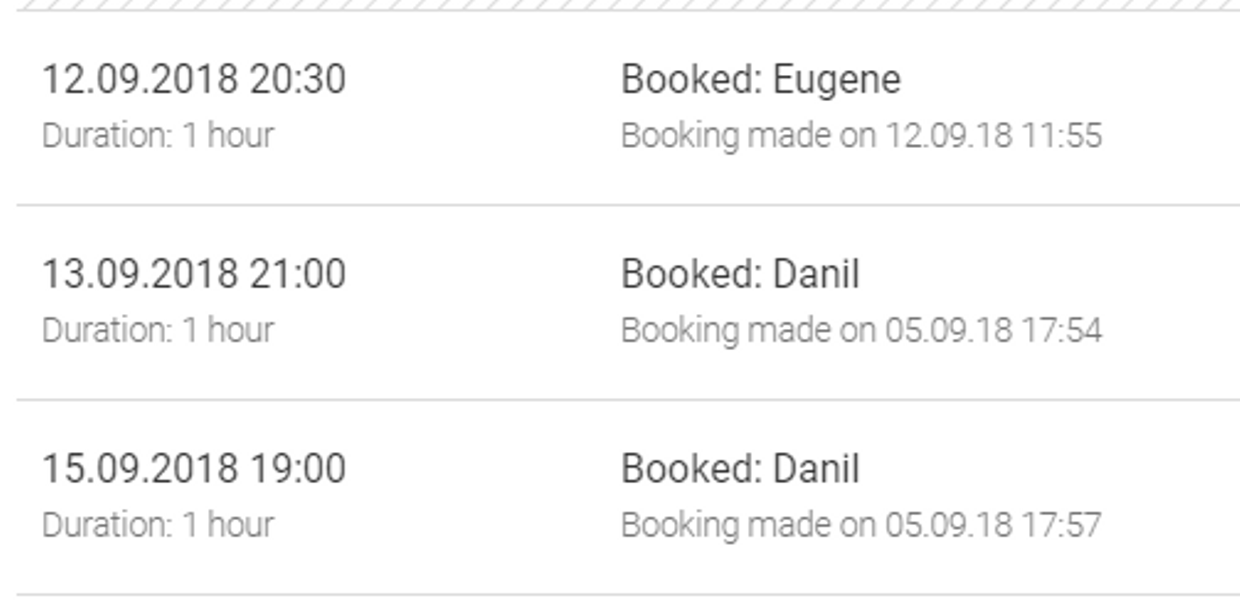 12.09.2018 20:30
Booked: Eugene
Duration: 1 hour
Booking made on 12.09.18 11:55
13.09.2018 21:00
Booked: Danil
Duration: 1 hour
Booking made on 05.09.18 17:54
15.09.2018 19:00
Booked: Danil
Duration: 1 hour
Booking made on 05.09.18 17:57